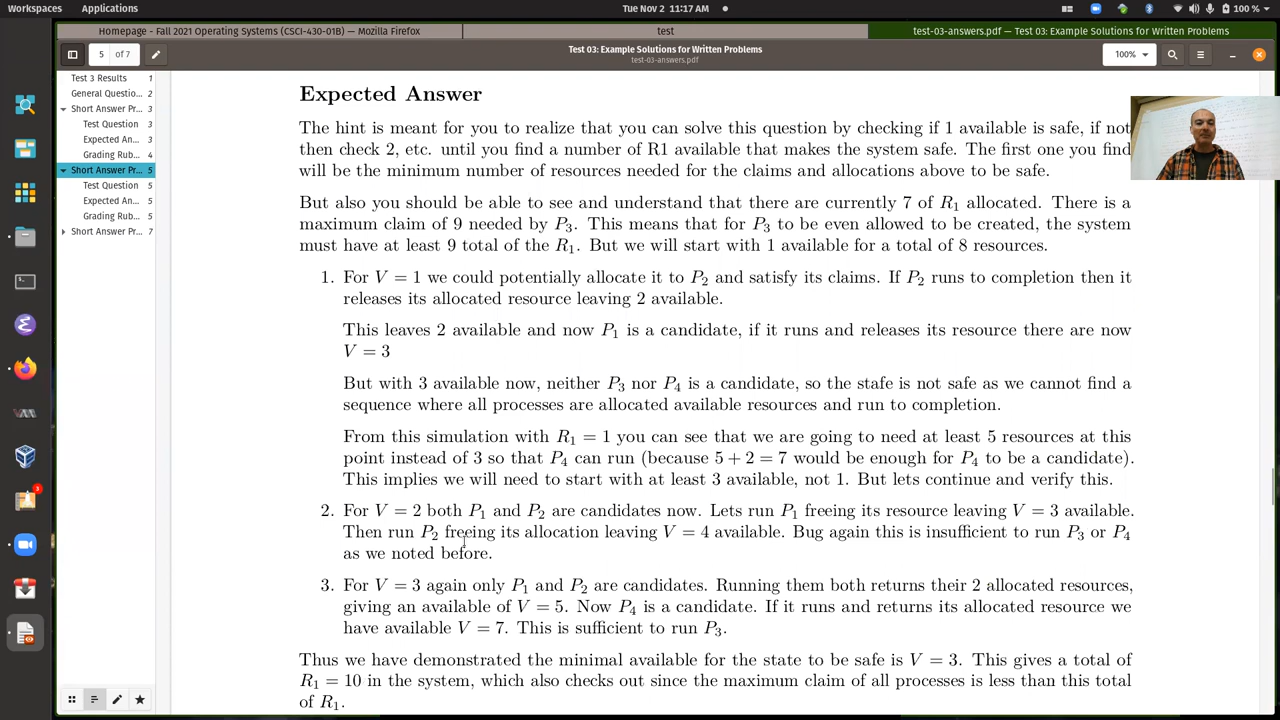 Workspaces
Applications
Tue Nov 2 11:17 AM
100 %
Homepage - Fall 2021 Operating Systems (CSCI-430-01B) — Mozilla Firefox
test
test-03-answers.pdf — Test 03: Example Solutions for Written Problems
5 of 7
Test 03: Example Solutions for Written Problems
test-03-answers.pdf
100%
Test 3 Results 1
General Questio... 2
Short Answer Pr... 3
Test Question 3
Expected An... 3
Grading Rub... 4
Short Answer Pr... 5
Test Question 5
Expected An... 5
Grading Rub... 5
Short Answer Pr... 7
3
Expected Answer
The hint is meant for you to realize that you can solve this question by checking if 1 available is safe, if not
then check 2, etc. until you find a number of R1 available that makes the system safe. The first one you find
will be the minimum number of resources needed for the claims and allocations above to be safe.
But also you should be able to see and understand that there are currently 7 of R₁ allocated. There is a
maximum claim of 9 needed by P₃. This means that for P₃ to be even allowed to be created, the system
must have at least 9 total of the R₁. But we will start with 1 available for a total of 8 resources.
1. For V = 1 we could potentially allocate it to P₂ and satisfy its claims. If P₂ runs to completion then it
releases its allocated resource leaving 2 available.
This leaves 2 available and now P₁ is a candidate, if it runs and releases its resource there are now
V = 3
But with 3 available now, neither P₃ nor P₄ is a candidate, so the stafe is not safe as we cannot find a
sequence where all processes are allocated available resources and run to completion.
From this simulation with R₁ = 1 you can see that we are going to need at least 5 resources at this
point instead of 3 so that P₄ can run (because 5 + 2 = 7 would be enough for P₄ to be a candidate).
This implies we will need to start with at least 3 available, not 1. But lets continue and verify this.
2. For V = 2 both P₁ and P₂ are candidates now. Lets run P₁ freeing its resource leaving V = 3 available.
Then run P₂ freeing its allocation leaving V = 4 available. Bug again this is insufficient to run P₃ or P₄
as we noted before.
3. For V = 3 again only P₁ and P₂ are candidates. Running them both returns their 2 allocated resources,
giving an available of V = 5. Now P₄ is a candidate. If it runs and returns its allocated resource we
have available V = 7. This is sufficient to run P₃.
Thus we have demonstrated the minimal available for the state to be safe is V = 3. This gives a total of
R₁ = 10 in the system, which also checks out since the maximum claim of all processes is less than this total
of R₁.